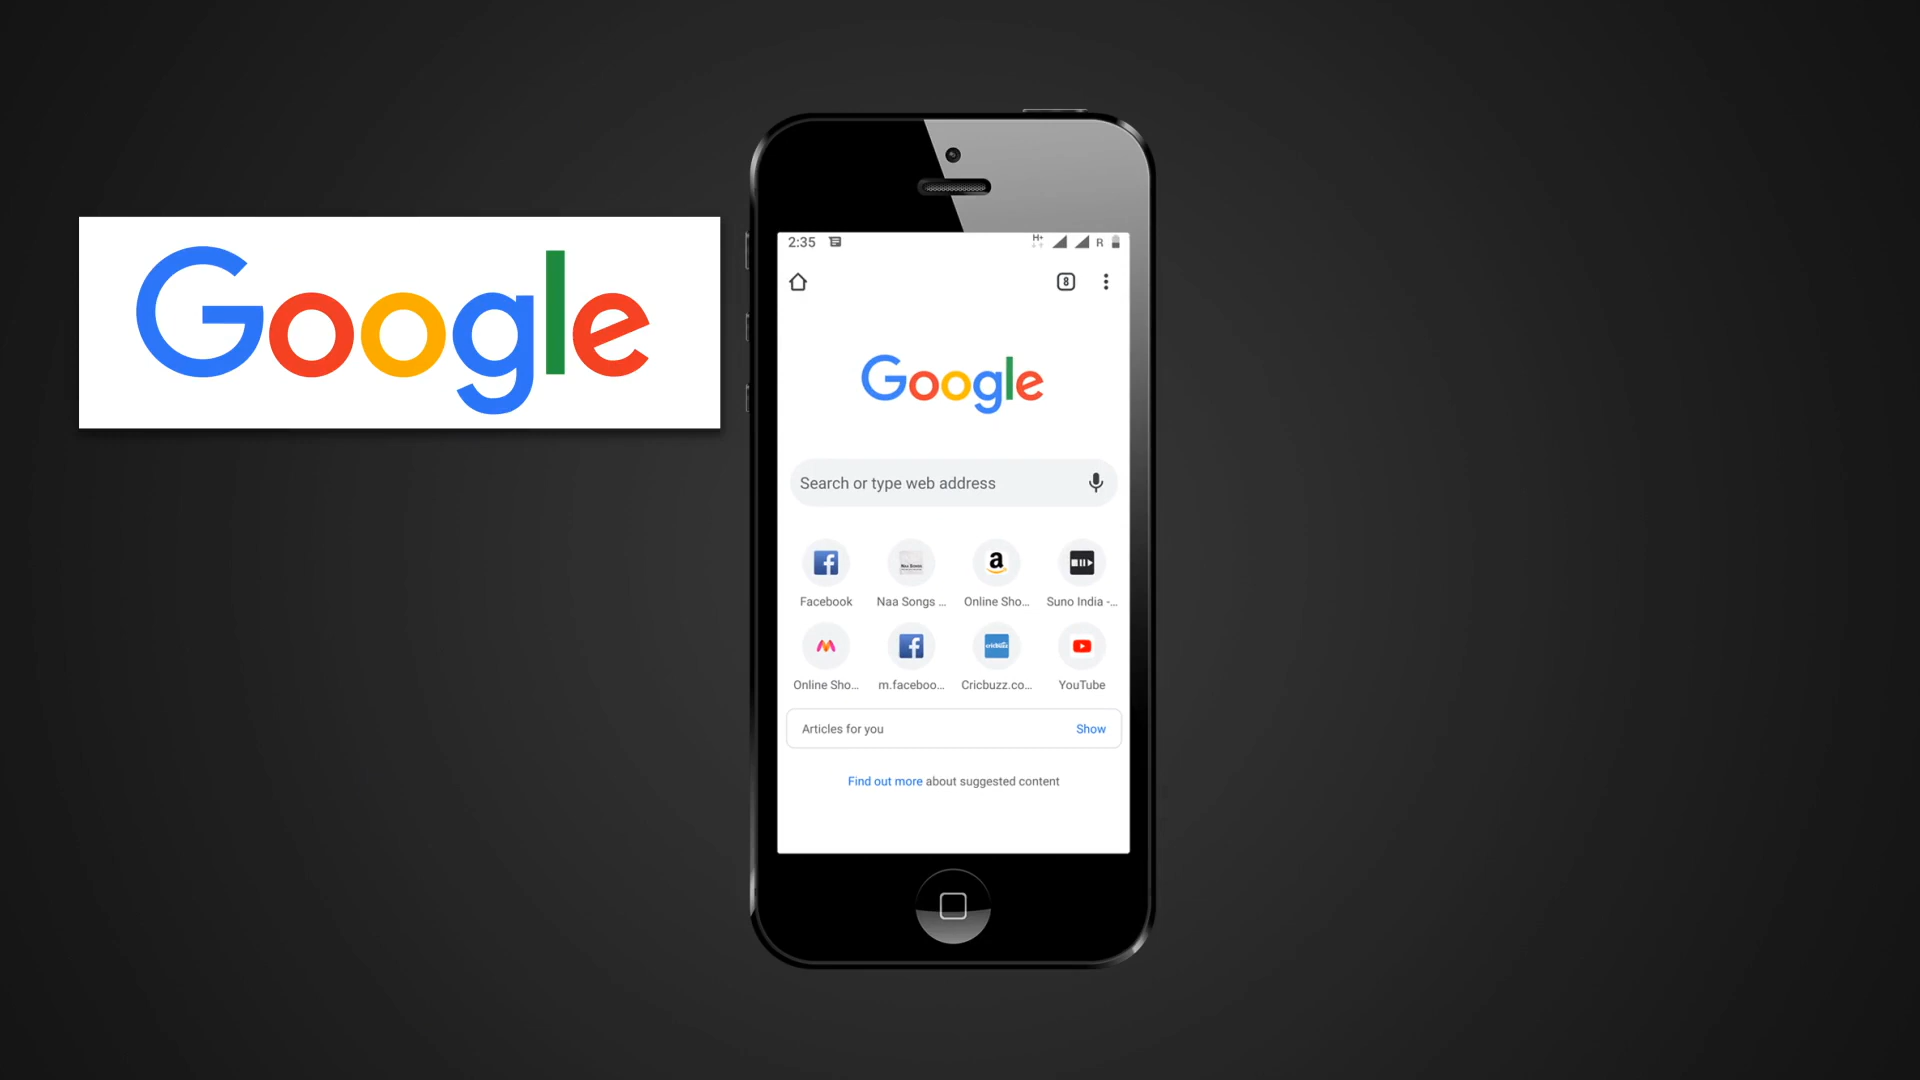 Google
2:35
H+
R
8
Google
Search or type web address
Facebook
Naa Songs ...
Online Sho...
Suno India -...
Online Sho...
m.faceboo...
Cricbuzz.co...
YouTube
Articles for you
Show
Find out more about suggested content